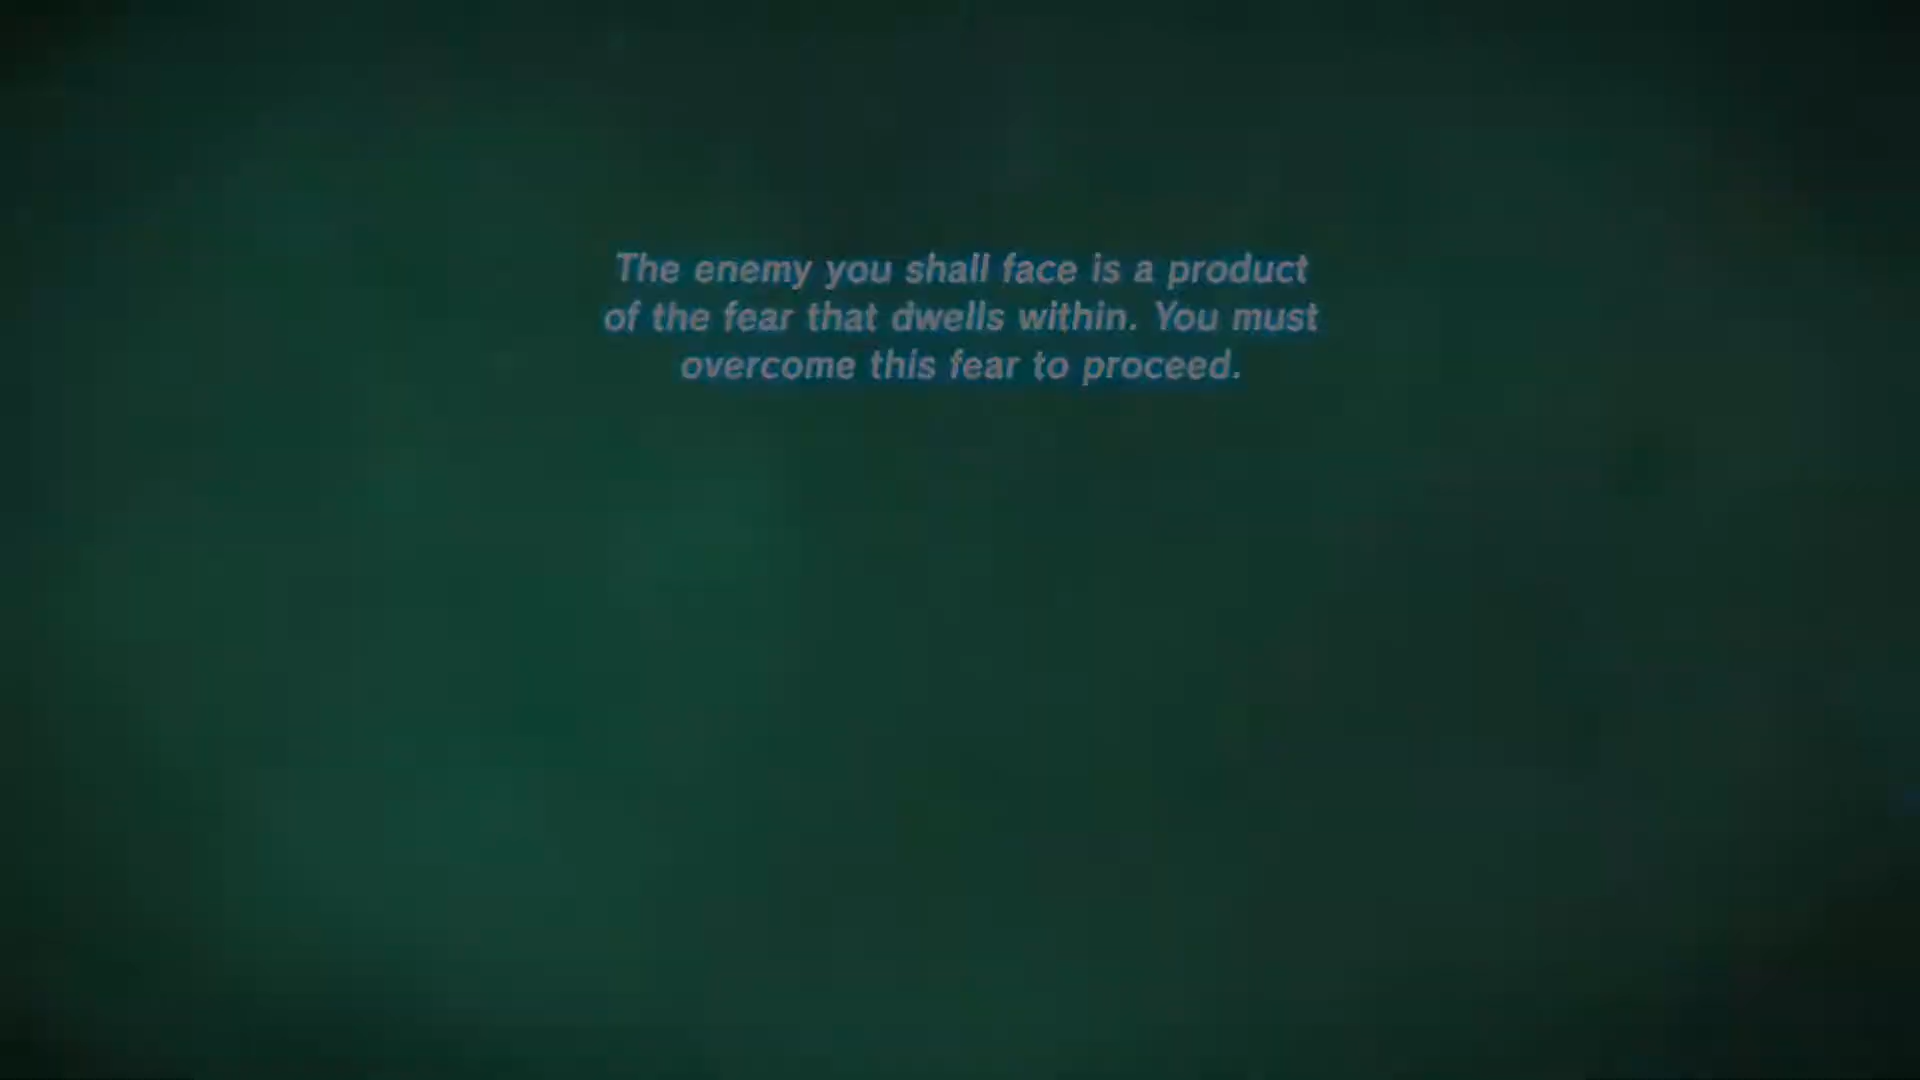 The enemy you shall face is a product
of the fear that dwells within. You must
overcome this fear to proceed.